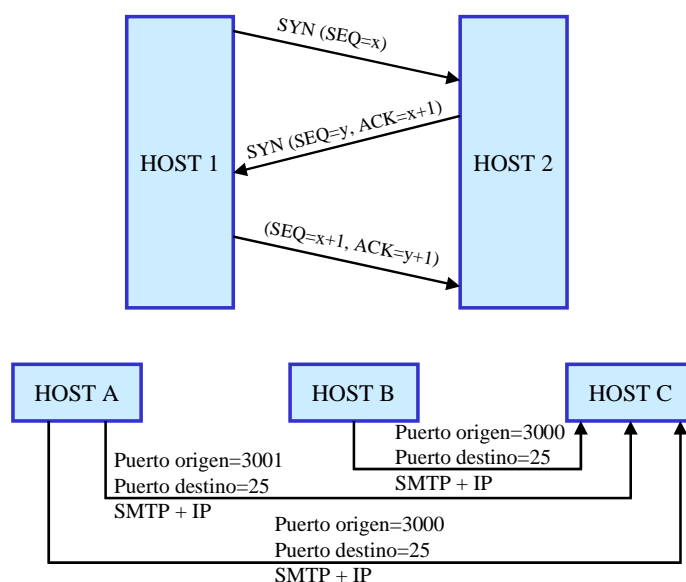 SYN (SEQ=x)
HOST 1
HOST 2
SYN (SEQ=y, ACK=x+1)
(SEQ=x+1, ACK=y+1)
HOST A
HOST B
HOST C
Puerto origen=3000
Puerto destino=25
SMTP + IP
Puerto origen=3001
Puerto destino=25
SMTP + IP
Puerto origen=3000
Puerto destino=25
SMTP + IP